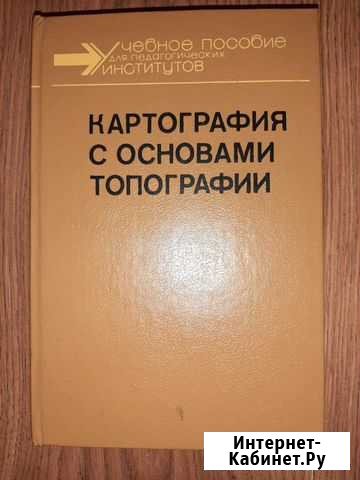 Учебное пособие
для педагогических
институтов
КАРТОГРАФИЯ
С ОСНОВАМИ
ТОПОГРАФИИ
Интернет-
Кабинет.Ру